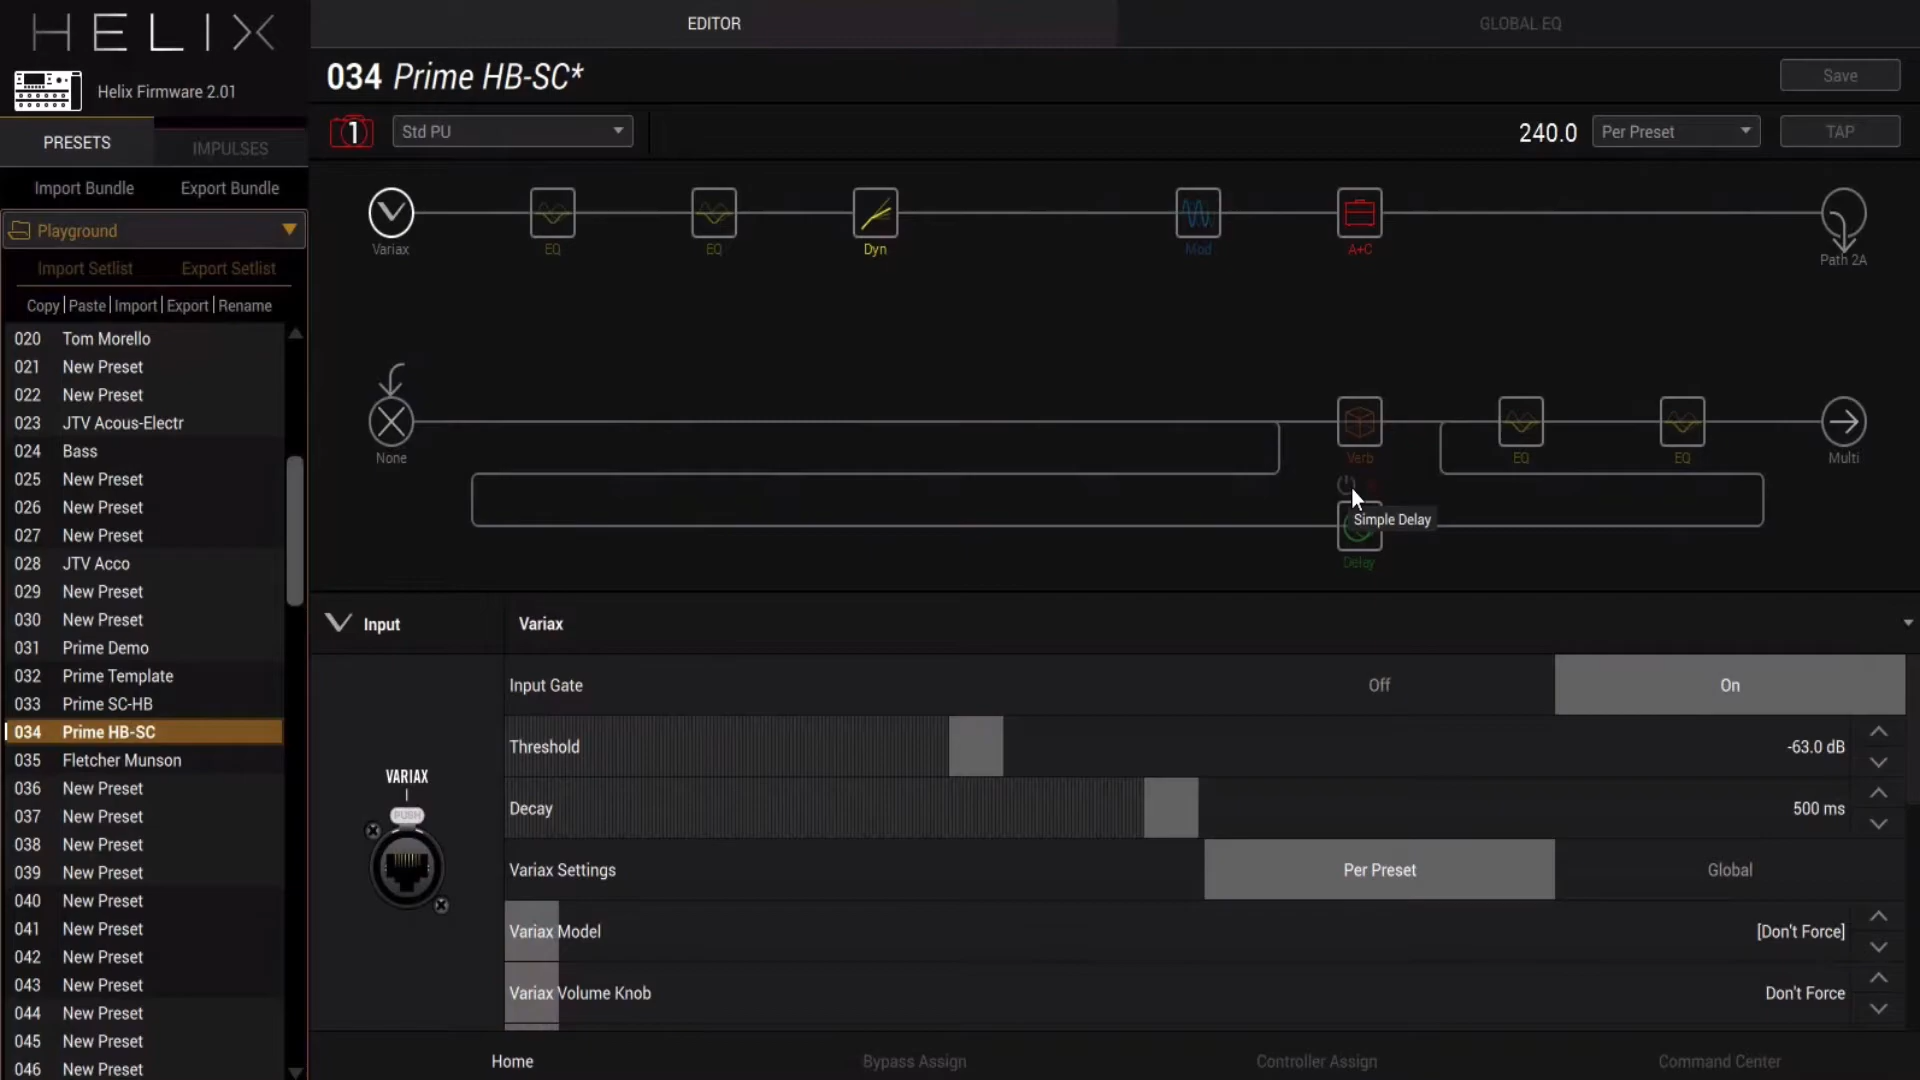 HELIX
Helix Firmware 2.01
PRESETS
IMPULSES
Import Bundle
Export Bundle
Playground
Import Setlist
Export Setlist
Copy
Paste
Import
Export
Rename
020 Tom Morello
021 New Preset
022 New Preset
023 JTV Acous-Electr
024 Bass
025 New Preset
026 New Preset
027 New Preset
028 JTV Acco
029 New Preset
030 New Preset
031 Prime Demo
032 Prime Template
033 Prime SC-HB
034 Prime HB-SC
035 Fletcher Munson
036 New Preset
037 New Preset
038 New Preset
039 New Preset
040 New Preset
041 New Preset
042 New Preset
043 New Preset
044 New Preset
045 New Preset
046 New Preset
EDITOR
GLOBAL EQ
034 Prime HB-SC*
Save
1
Std PU
240.0
Per Preset
TAP
Variax
EQ
EQ
Dyn
Mod
A+C
Path 2A
None
Verb
EQ
EQ
Multi
Simple Delay
Delay
Input
Variax
VARIAX
PUSH
Input Gate Off On
Threshold -63.0 dB
Decay 500 ms
Variax Settings Per Preset Global
Variax Model [Don't Force]
Variax Volume Knob Don't Force
Home
Bypass Assign
Controller Assign
Command Center